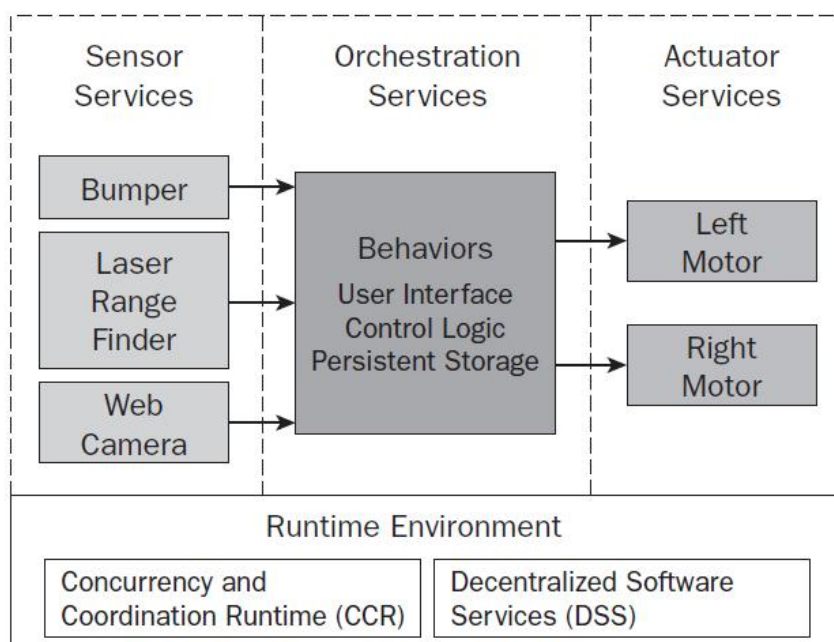 Sensor
Services
Orchestration
Services
Actuator
Services
Bumper
Laser
Range
Finder
Web
Camera
Behaviors
User Interface
Control Logic
Persistent Storage
Left
Motor
Right
Motor
Runtime Environment
Concurrency and
Coordination Runtime (CCR)
Decentralized Software
Services (DSS)